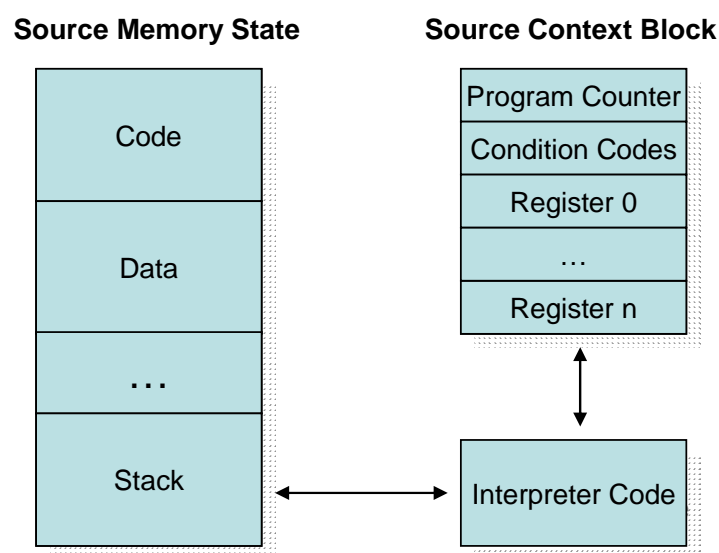 Source Memory State
Code
Data
...
Stack
Source Context Block
Program Counter
Condition Codes
Register 0
...
Register n
Interpreter Code